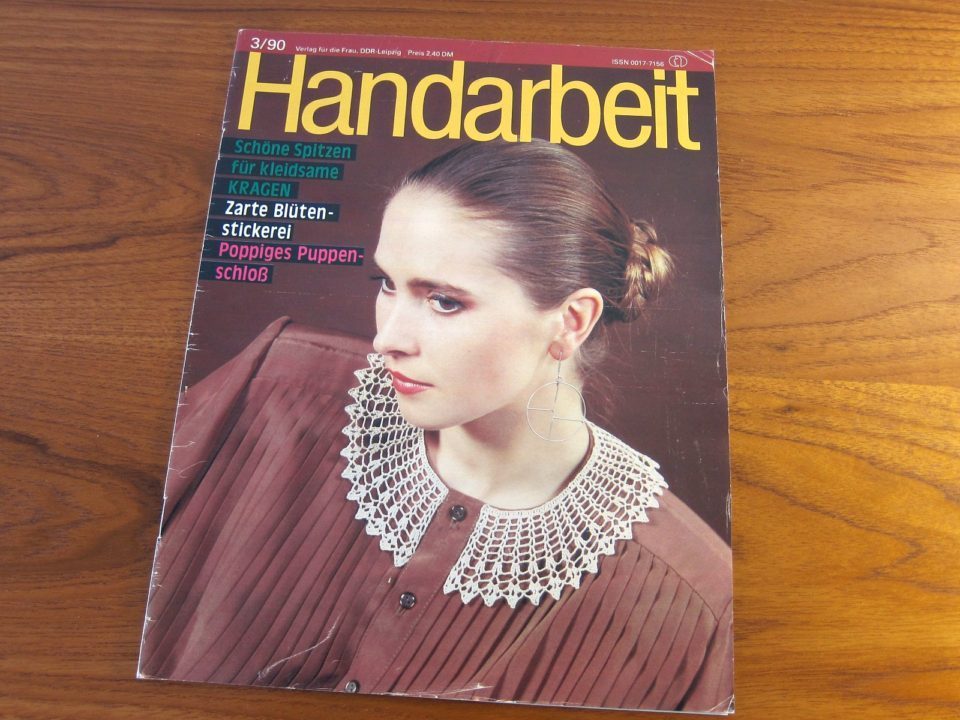 3/90 Verlag für die Frau, DDR-Leipzig Preis 2,40 DM ISSN 0017-7156
Handarbeit
Schöne Spitzen
für kleidsame
KRAGEN
Zarte Blüten-
stickerei
Poppiges Puppen-
schloß